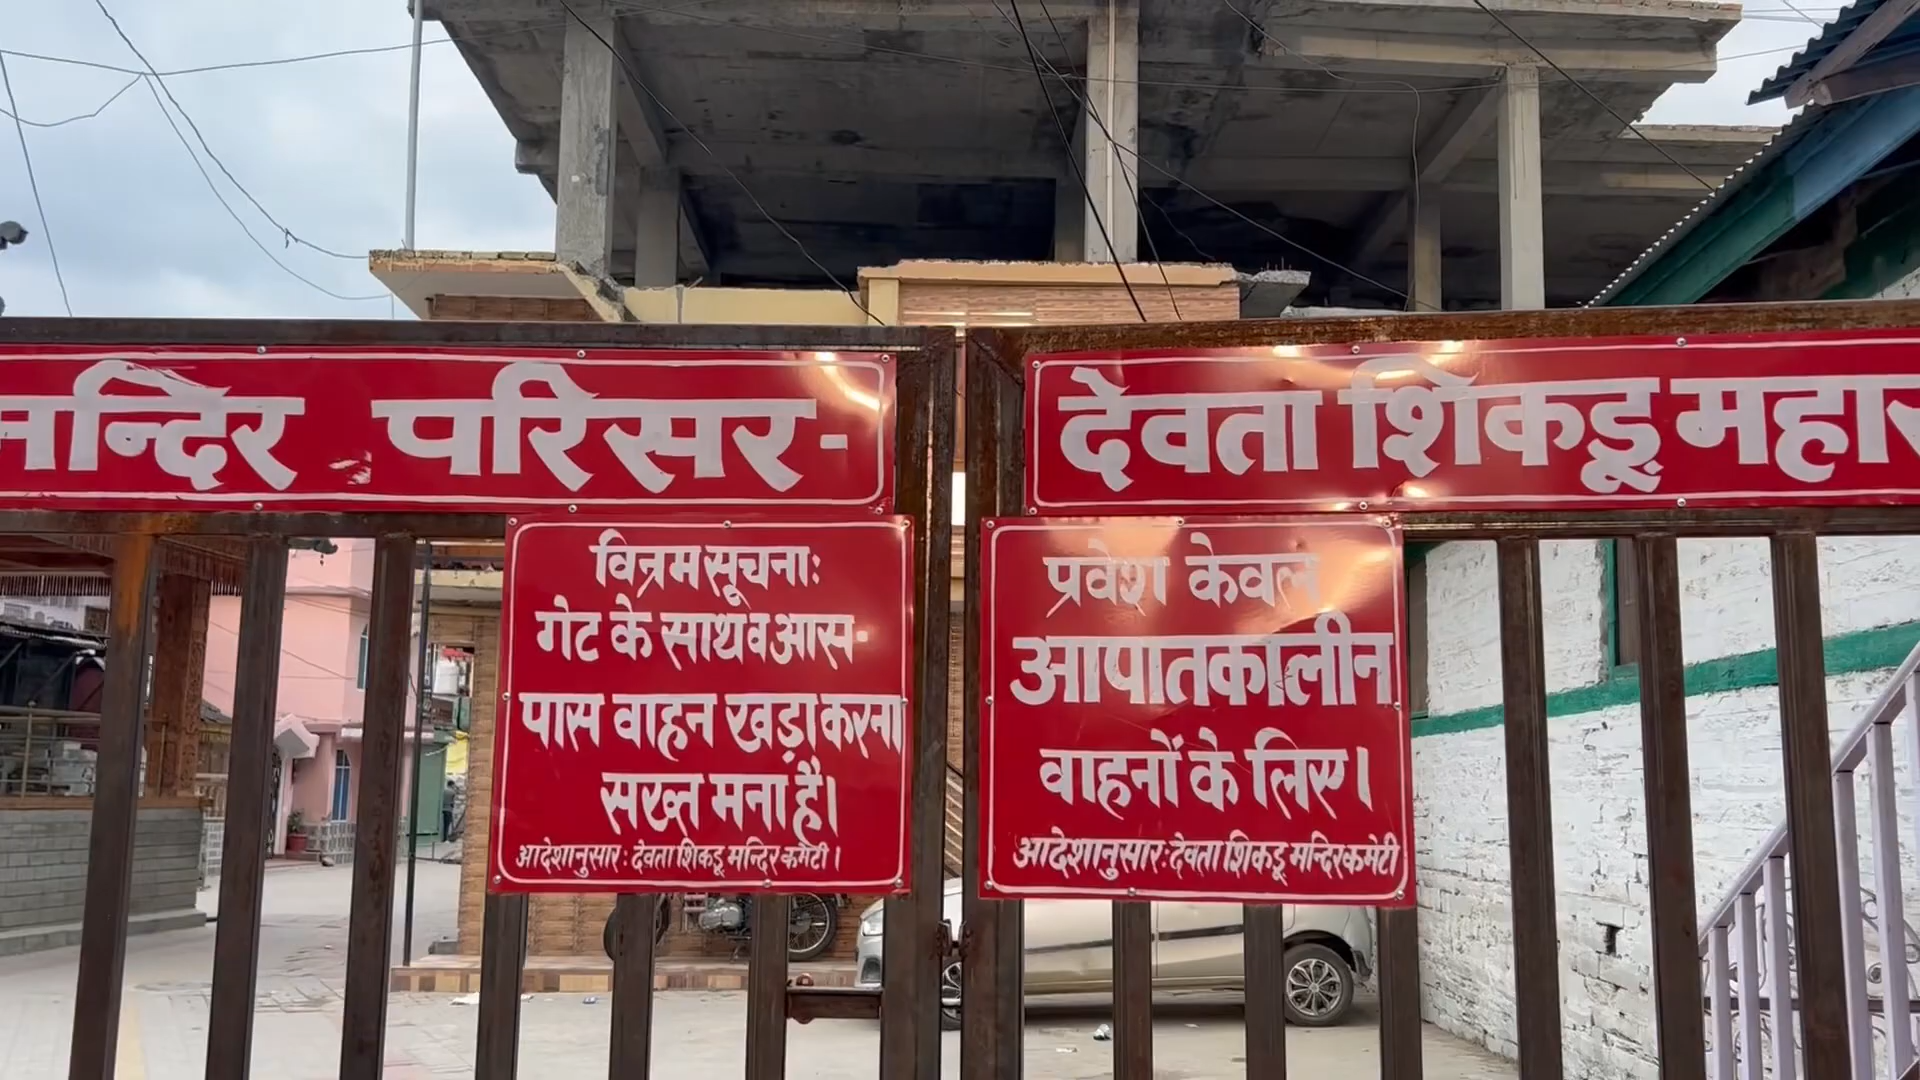 मन्दिर परिसर-
देवता शिकडू महा
विनम्र सूचनाः
गेट के साथ व आस-
पास वाहन खड़ा करना
सख्त मना है।
आदेशानुसार : देवता शिकडू मन्दिर कमेटी।
प्रवेश केवल
आपातकालीन
वाहनों के लिए।
आदेशानुसार : देवता शिकडू मन्दिर कमेटी